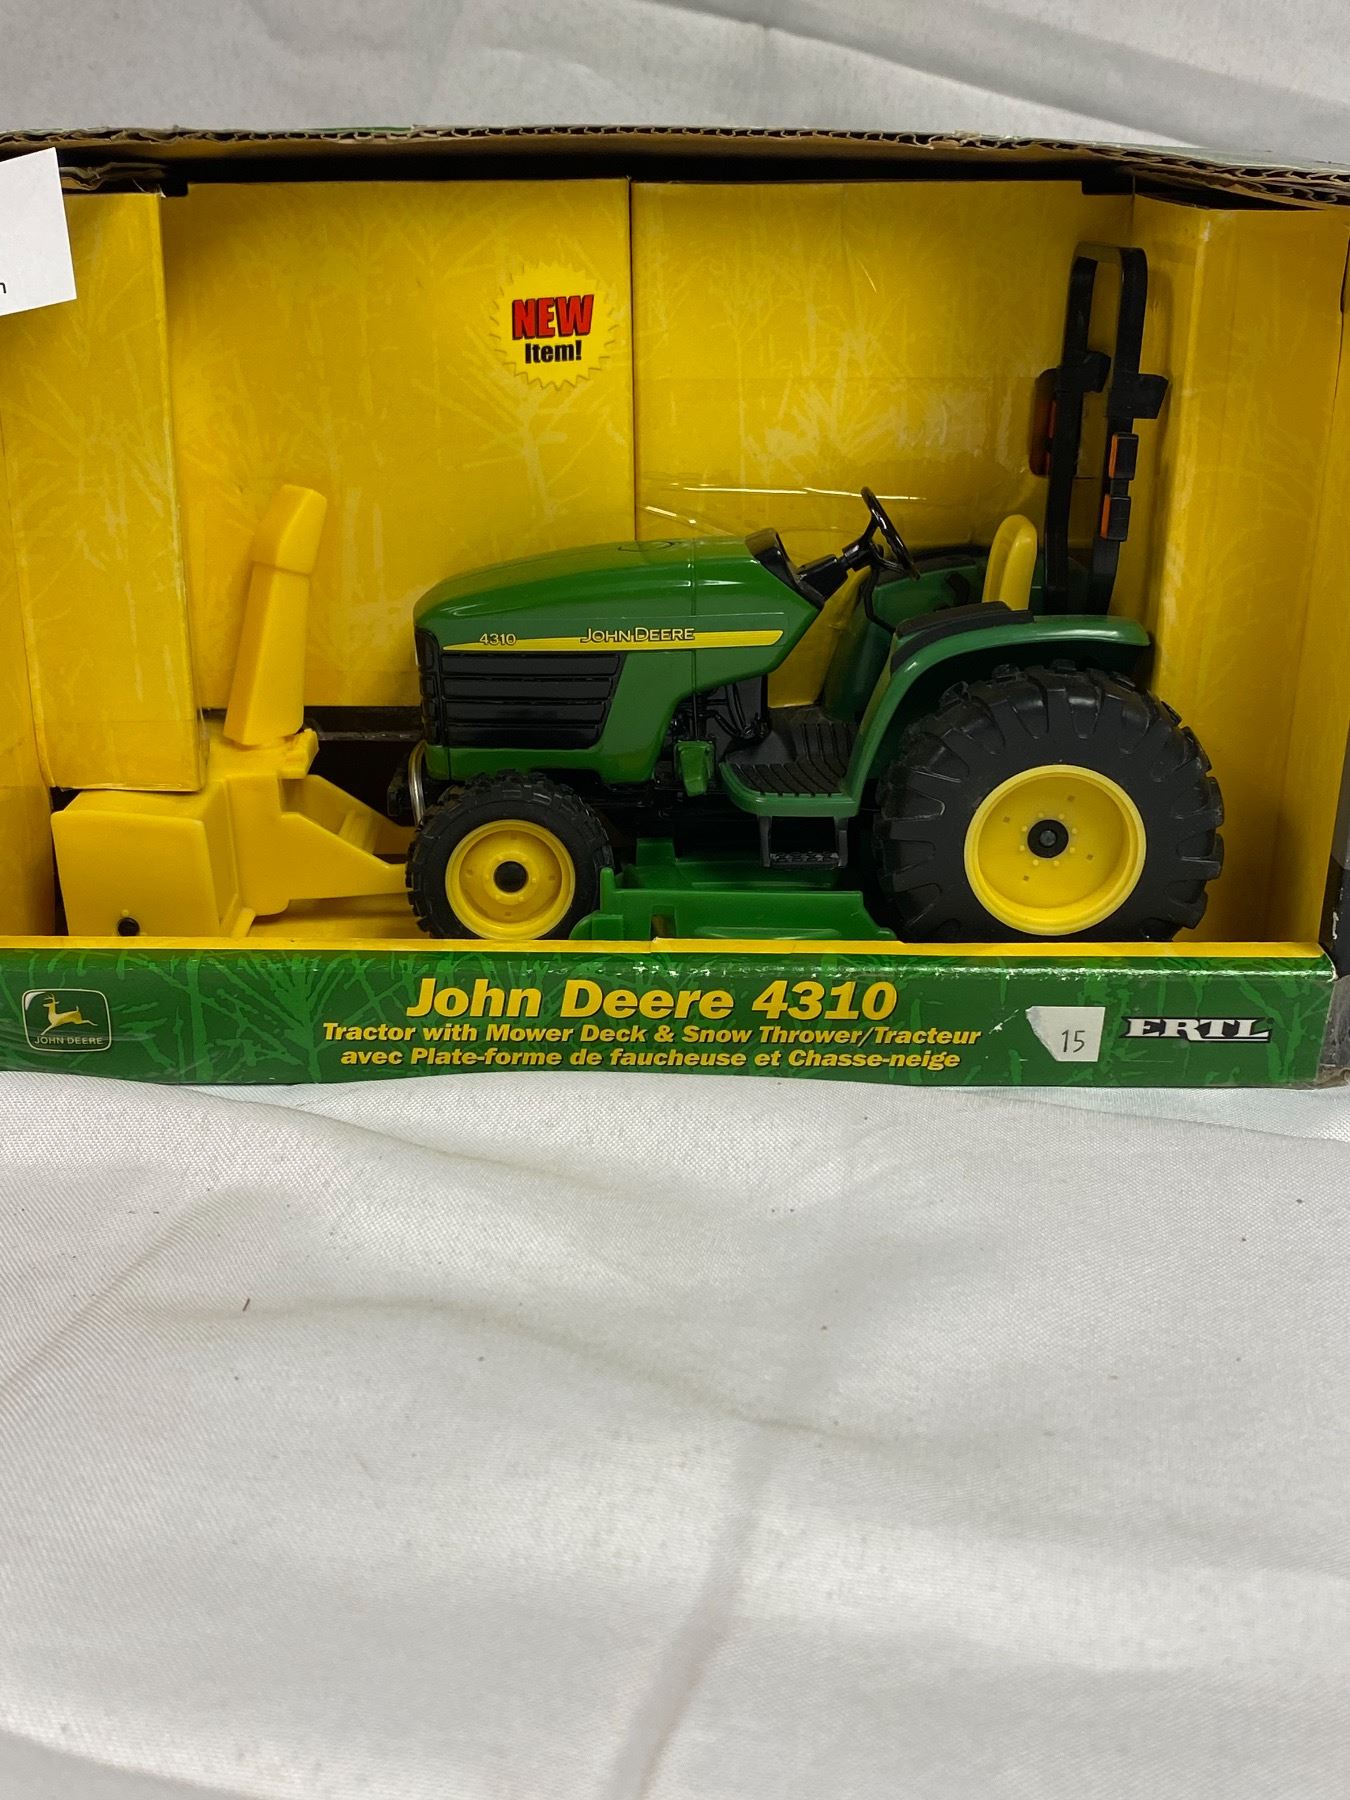 n
NEW
Item!
4310 JOHN DEERE
JOHN DEERE
John Deere 4310
Tractor with Mower Deck & Snow Thrower/Tracteur
avec Plate-forme de faucheuse et Chasse-neige
15
ERTL